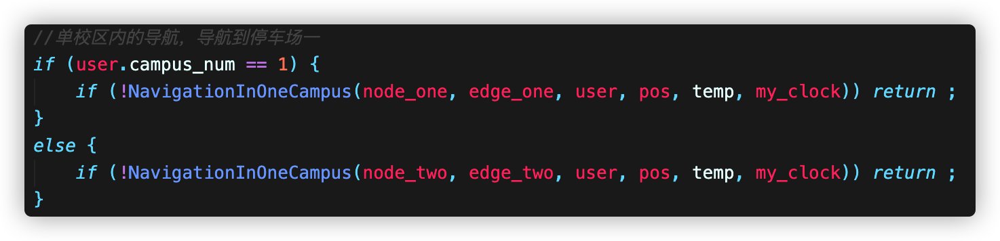 //单校区内的导航，导航到停车场一
if (user.campus_num == 1) {
    if (!NavigationInOneCampus(node_one, edge_one, user, pos, temp, my_clock)) return ;
}
else {
    if (!NavigationInOneCampus(node_two, edge_two, user, pos, temp, my_clock)) return ;
}